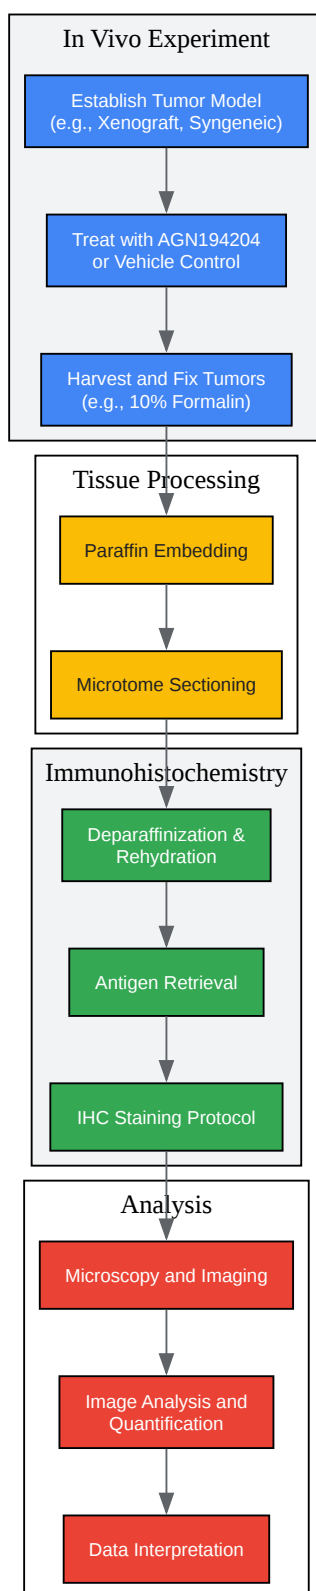 In Vivo Experiment
Establish Tumor Model
(e.g., Xenograft, Syngeneic)
Treat with AGN194204
or Vehicle Control
Harvest and Fix Tumors
(e.g., 10% Formalin)
Tissue Processing
Paraffin Embedding
Microtome Sectioning
Immunohistochemistry
Deparaffinization &
Rehydration
Antigen Retrieval
IHC Staining Protocol
Analysis
Microscopy and Imaging
Image Analysis and
Quantification
Data Interpretation